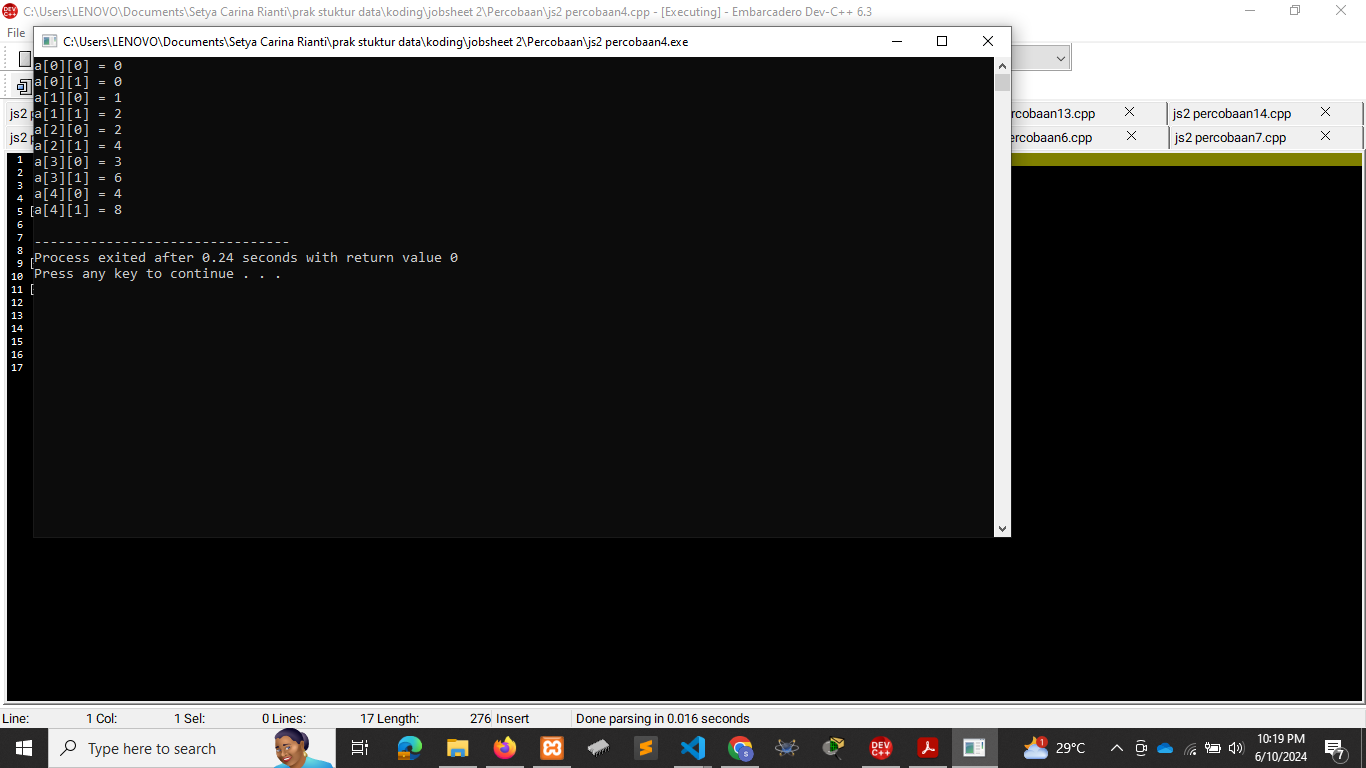 C:\Users\LENOVO\Documents\Setya Carina Rianti\prak stuktur data\koding\jobsheet 2\Percobaan\js2 percobaan4.cpp - [Executing] - Embarcadero Dev-C++ 6.3
File
C:\Users\LENOVO\Documents\Setya Carina Rianti\prak stuktur data\koding\jobsheet 2\Percobaan\js2 percobaan4.exe
a[0][0] = 0
a[0][1] = 0
a[1][0] = 1
a[1][1] = 2
a[2][0] = 2
a[2][1] = 4
a[3][0] = 3
a[3][1] = 6
a[4][0] = 4
a[4][1] = 8
--------------------------------
Process exited after 0.24 seconds with return value 0
Press any key to continue . . .
js2 rcobaan13.cpp js2 percobaan14.cpp
js2 ercobaan6.cpp js2 percobaan7.cpp
1
2
3
4
5
6
7
8
9
10
11
12
13
14
15
16
17
Line: 1 Col: 1 Sel: 0 Lines: 17 Length: 276 Insert Done parsing in 0.016 seconds
Type here to search
DEV C++
1
29°C
10:19 PM
6/10/2024
7